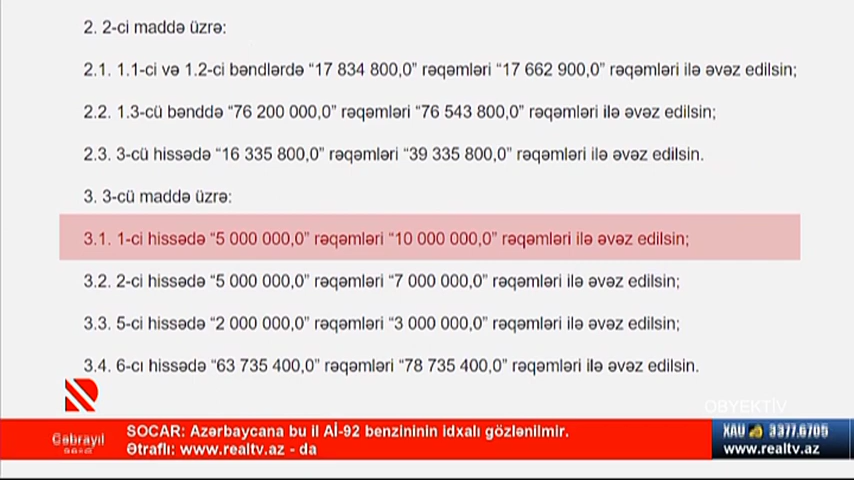 2. 2-ci maddə üzrə:
2.1. 1.1-ci və 1.2-ci bəndlərdə “17 834 800,0” rəqəmləri “17 662 900,0” rəqəmləri ilə əvəz edilsin;
2.2. 1.3-cü bənddə “76 200 000,0” rəqəmləri “76 543 800,0” rəqəmləri ilə əvəz edilsin;
2.3. 3-cü hissədə “16 335 800,0” rəqəmləri “39 335 800,0” rəqəmləri ilə əvəz edilsin.
3. 3-cü maddə üzrə:
3.1. 1-ci hissədə “5 000 000,0” rəqəmləri “10 000 000,0” rəqəmləri ilə əvəz edilsin;
3.2. 2-ci hissədə “5 000 000,0” rəqəmləri “7 000 000,0” rəqəmləri ilə əvəz edilsin;
3.3. 5-ci hissədə “2 000 000,0” rəqəmləri “3 000 000,0” rəqəmləri ilə əvəz edilsin;
3.4. 6-cı hissədə “63 735 400,0” rəqəmləri “78 735 400,0” rəqəmləri ilə əvəz edilsin.
OBYEKTİV
Cəbrayıl
SOCAR: Azərbaycana bu il Aİ-92 benzininin idxalı gözlənilmir.
Ətraflı: www.realtv.az - da
XAU 3377.6705
www.realtv.az